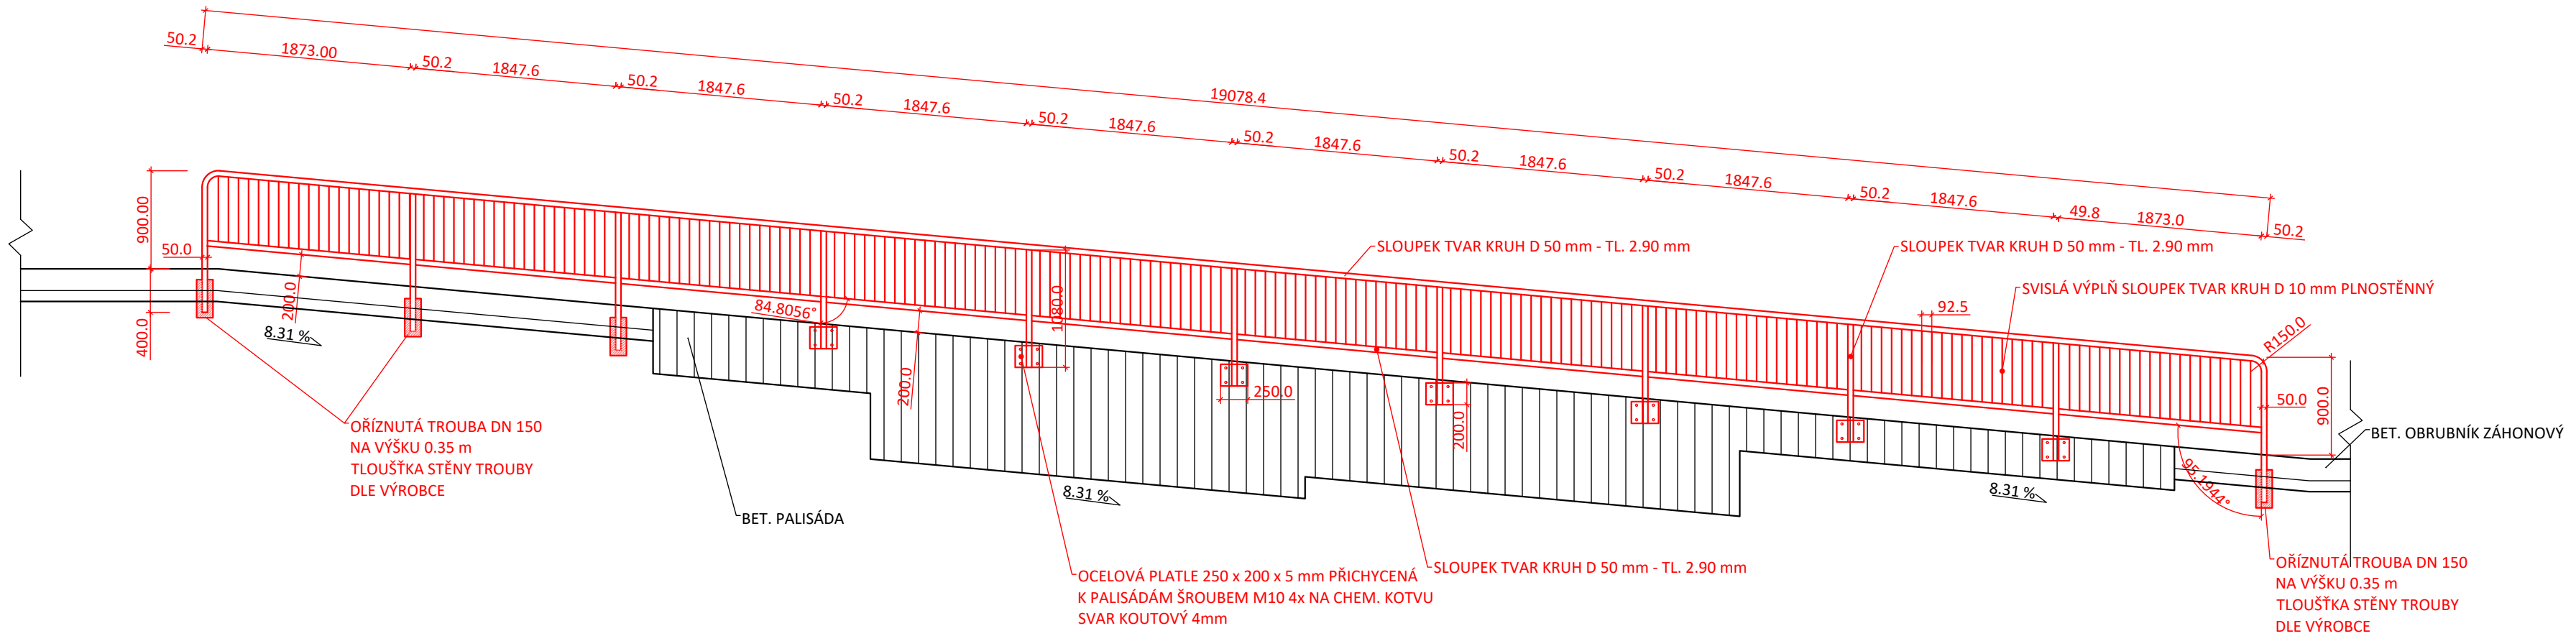 19078.4
50.2
1873.00
50.2
1847.6
50.2
1847.6
50.2
1847.6
50.2
1847.6
50.2
1847.6
50.2
1847.6
50.2
1847.6
50.2
1847.6
49.8
1873.0
50.2
900.00
50.0
400.0
200.0
8.31 %
84.8056°
200.0
1080.0
250.0
200.0
92.5
R150.0
50.0
900.0
95.1944°
8.31 %
8.31 %
SLOUPEK TVAR KRUH D 50 mm - TL. 2.90 mm
SLOUPEK TVAR KRUH D 50 mm - TL. 2.90 mm
SVISLÁ VÝPLŇ SLOUPEK TVAR KRUH D 10 mm PLNOSTĚNNÝ
OŘÍZNUTÁ TROUBA DN 150
NA VÝŠKU 0.35 m
TLOUŠŤKA STĚNY TROUBY
DLE VÝROBCE
BET. PALISÁDA
BET. OBRUBNÍK ZÁHONOVÝ
OCELOVÁ PLATLE 250 x 200 x 5 mm PŘICHYCENÁ
K PALISÁDÁM ŠROUBEM M10 4x NA CHEM. KOTVU
SVAR KOUTOVÝ 4mm
SLOUPEK TVAR KRUH D 50 mm - TL. 2.90 mm
OŘÍZNUTÁ TROUBA DN 150
NA VÝŠKU 0.35 m
TLOUŠŤKA STĚNY TROUBY
DLE VÝROBCE